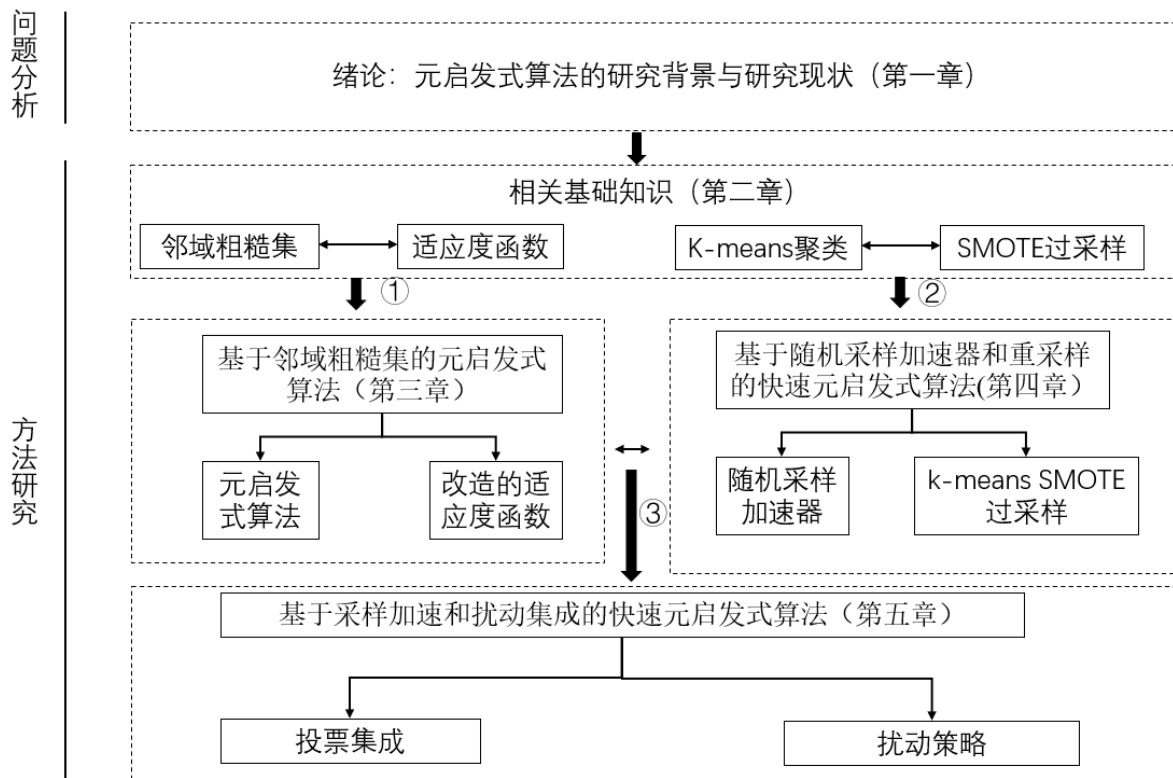 问题分析
绪论：元启发式算法的研究背景与研究现状（第一章）
方法研究
相关基础知识（第二章）
邻域粗糙集
适应度函数
K-means聚类
SMOTE过采样
①
②
基于邻域粗糙集的元启发式
算法（第三章）
基于随机采样加速器和重采样
的快速元启发式算法(第四章）
元启发
式算法
改造的适
应度函数
随机采样
加速器
k-means SMOTE
过采样
③
基于采样加速和扰动集成的快速元启发式算法（第五章）
投票集成
扰动策略